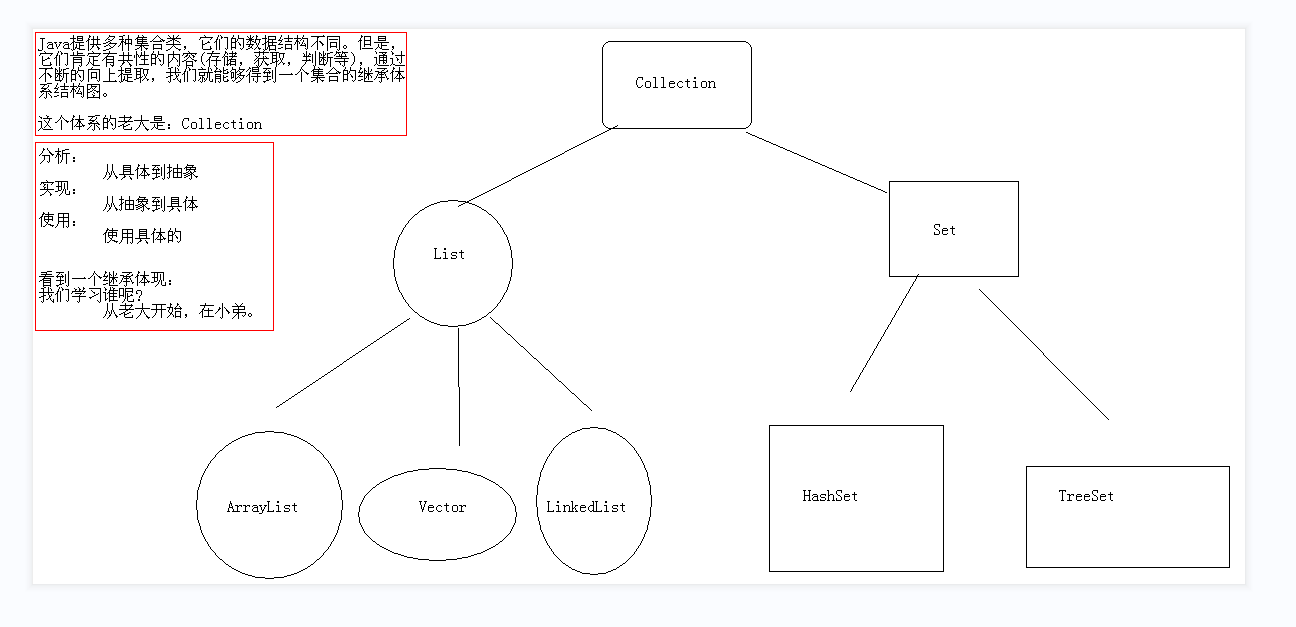 Java提供多种集合类，它们的数据结构不同。但是，
它们肯定有共性的内容(存储，获取，判断等)，通过
不断的向上提取，我们就能够得到一个集合的继承体
系结构图。
这个体系的老大是：Collection
分析：
从具体到抽象
实现：
从抽象到具体
使用：
使用具体的
看到一个继承体现：
我们学习谁呢?
从老大开始，在小弟。
Collection
List
Set
ArrayList
Vector
LinkedList
HashSet
TreeSet